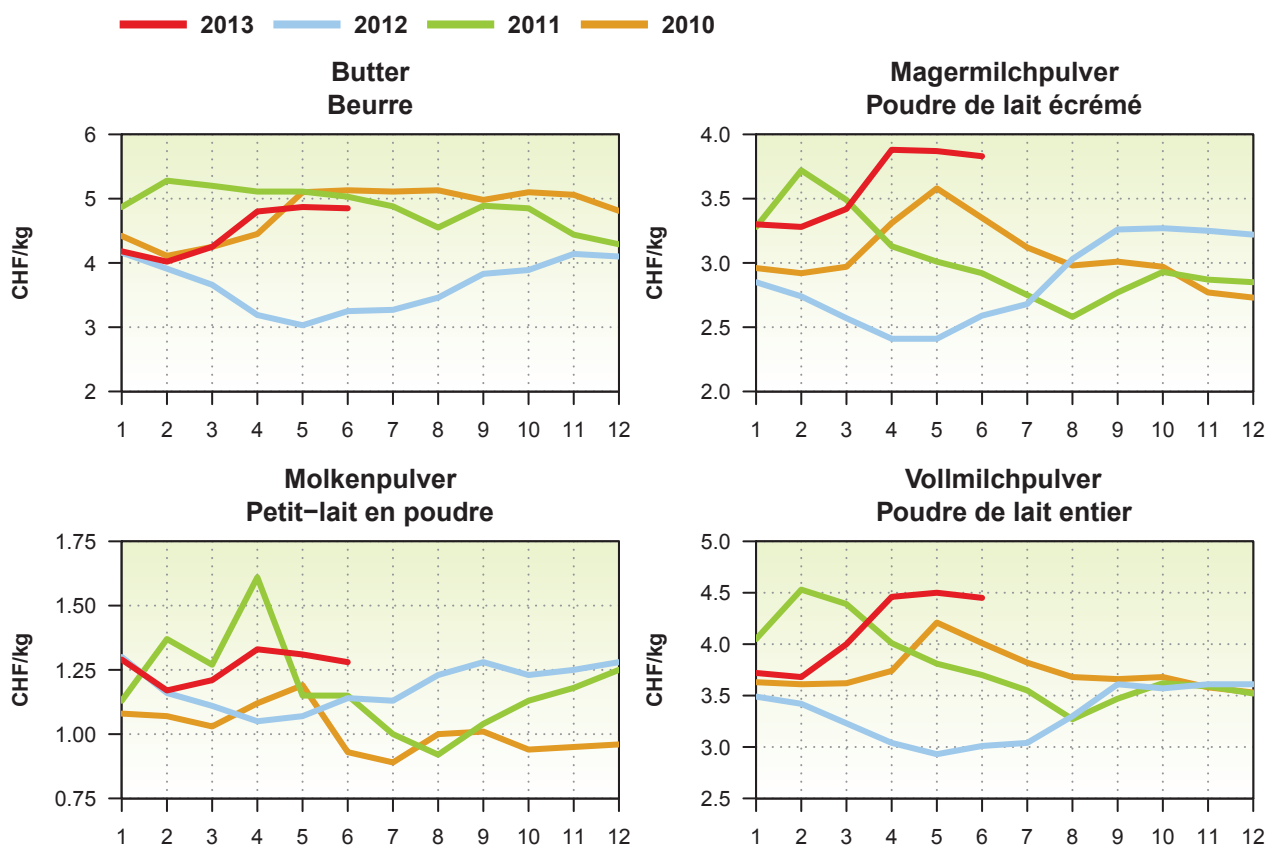 2013 2012 2011 2010
Butter
Beurre
CHF/kg
6
5
4
3
2
1 2 3 4 5 6 7 8 9 10 11 12
Magermilchpulver
Poudre de lait écrémé
CHF/kg
4.0
3.5
3.0
2.5
2.0
1 2 3 4 5 6 7 8 9 10 11 12
Molkenpulver
Petit−lait en poudre
CHF/kg
1.75
1.50
1.25
1.00
0.75
1 2 3 4 5 6 7 8 9 10 11 12
Vollmilchpulver
Poudre de lait entier
CHF/kg
5.0
4.5
4.0
3.5
3.0
2.5
1 2 3 4 5 6 7 8 9 10 11 12